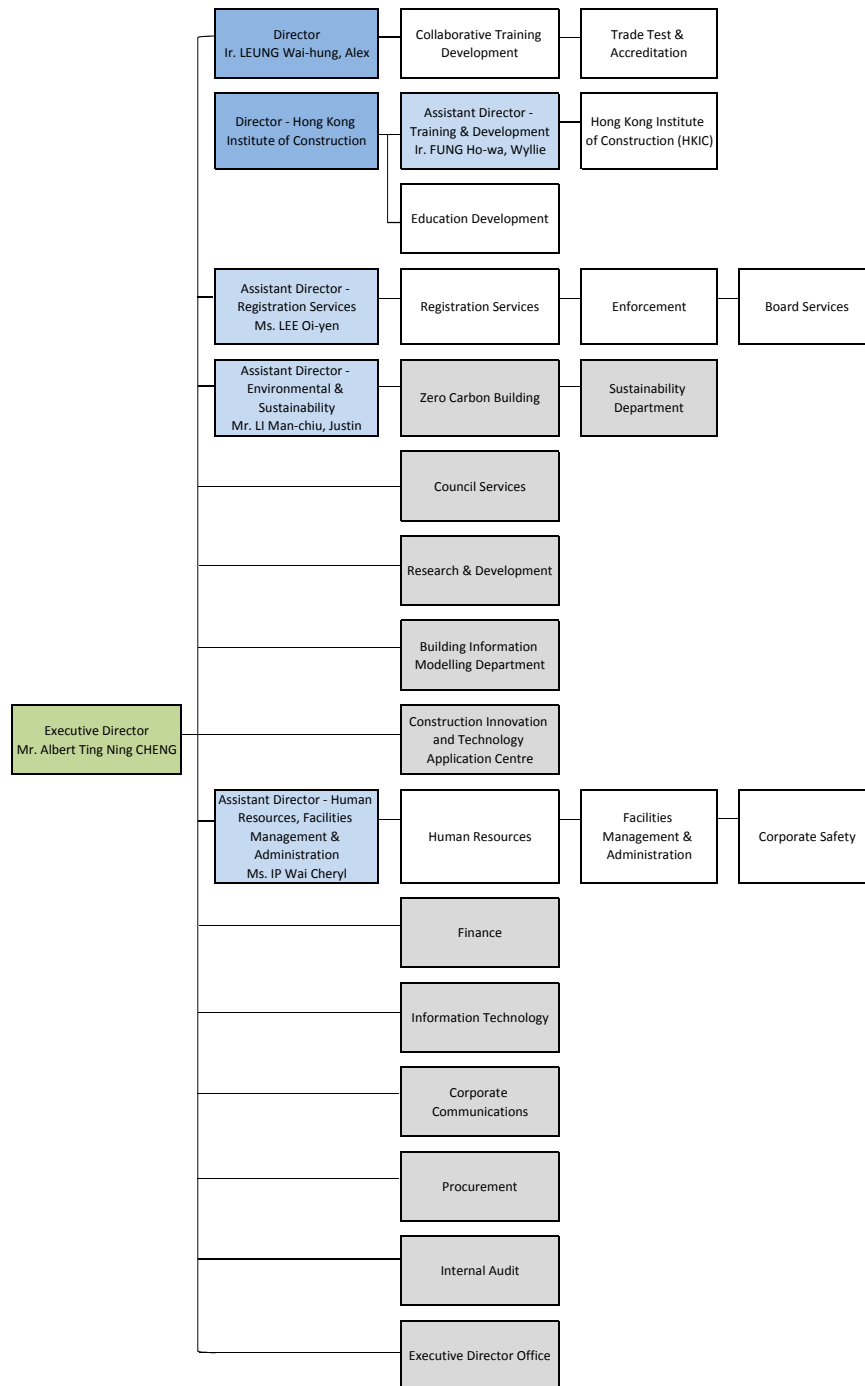 Director
Ir. LEUNG Wai-hung, Alex
Collaborative Training
Development
Trade Test &
Accreditation
Director - Hong Kong
Institute of Construction
Assistant Director -
Training & Development
Ir. FUNG Ho-wa, Wyllie
Hong Kong Institute
of Construction (HKIC)
Education Development
Assistant Director -
Registration Services
Ms. LEE Oi-yen
Registration Services
Enforcement
Board Services
Assistant Director -
Environmental &
Sustainability
Mr. LI Man-chiu, Justin
Zero Carbon Building
Sustainability
Department
Council Services
Research & Development
Building Information
Modelling Department
Executive Director
Mr. Albert Ting Ning CHENG
Construction Innovation
and Technology
Application Centre
Assistant Director - Human
Resources, Facilities
Management &
Administration
Ms. IP Wai Cheryl
Human Resources
Facilities
Management &
Administration
Corporate Safety
Finance
Information Technology
Corporate
Communications
Procurement
Internal Audit
Executive Director Office